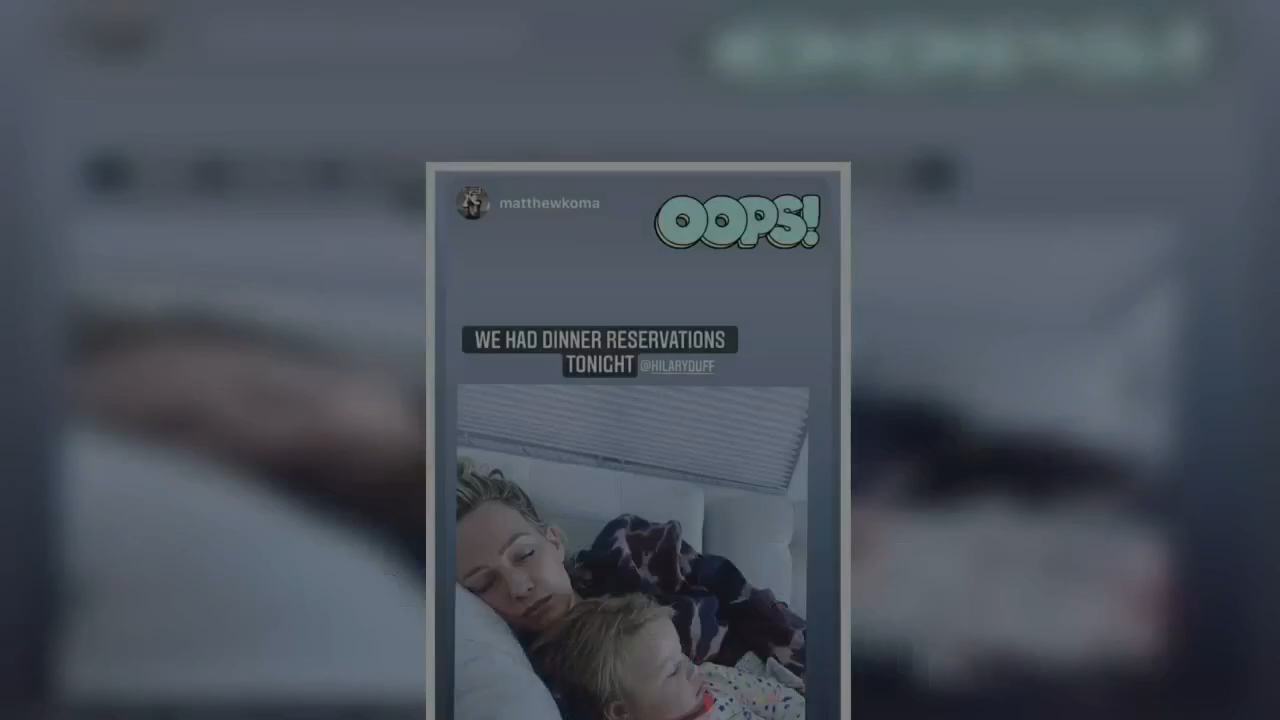 matthewkoma
OOPS!
WE HAD DINNER RESERVATIONS
TONIGHT @HILARYDUFF